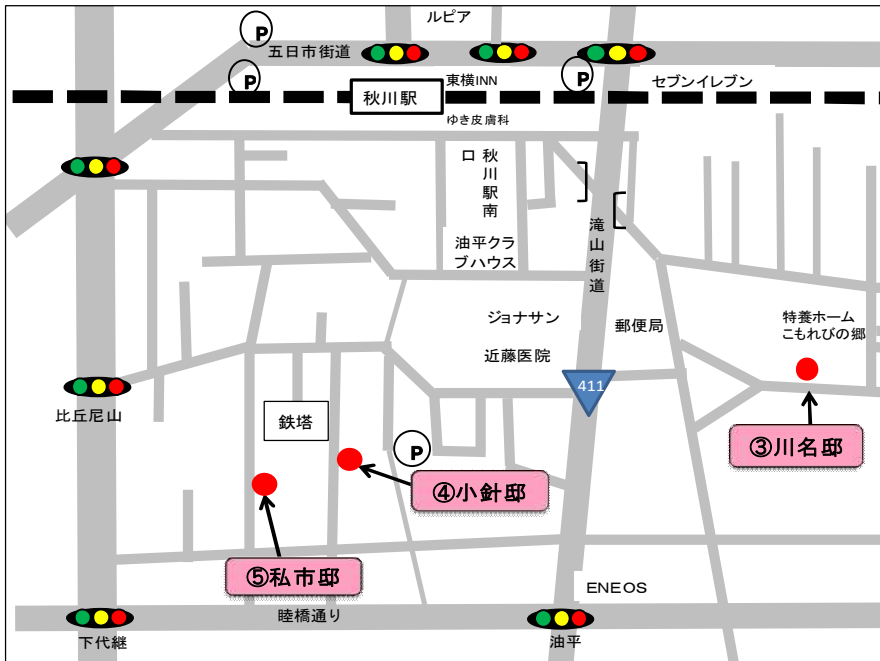 ルピア
P
五日市街道
P
東横INN
P
セブンイレブン
秋川駅
ゆき皮膚科
秋川駅南
口
油平クラ
ブハウス
滝山街道
ジョナサン
郵便局
特養ホーム
こもれびの郷
近藤医院
411
比丘尼山
鉄塔
P
③川名邸
④小針邸
⑤私市邸
ENEOS
睦橋通り
下代継
油平